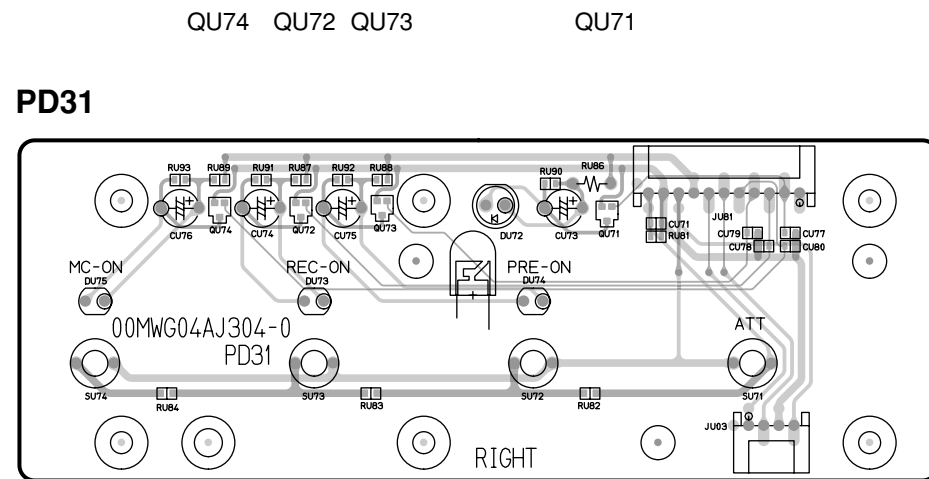 QU74 QU72 QU73 QU71
PD31
RU93 RU89 RU91 RU87 RU92 RU88 RU90 RU86
CU76 QU74 CU74 QU72 CU75 QU73 DU72 CU73 QU71 CU71 RU81 JU81 CU79 CU78 CU77 CU80
MC-ON REC-ON PRE-ON
DU75 DU73 DU74
00MWG04AJ304-0 ATT
PD31
SU74 SU73 SU72 SU71
RU84 RU83 RU82
JU03
RIGHT